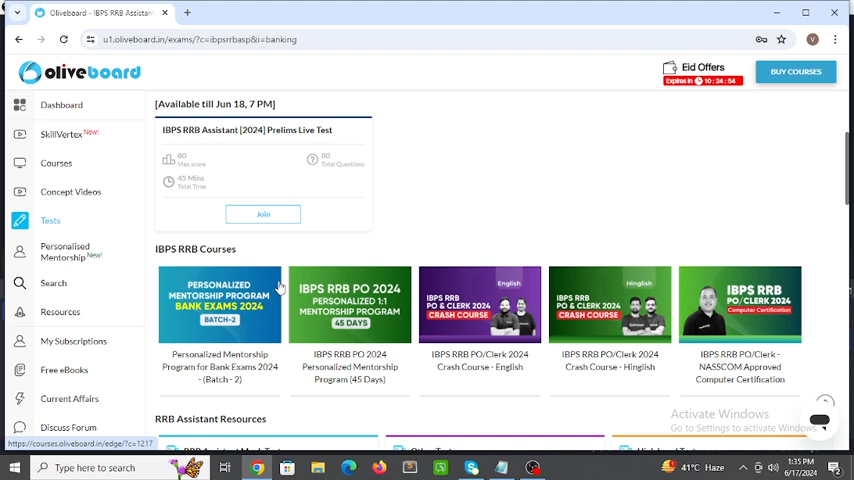 Oliveboard - IBPS RRB Assistant
u1.oliveboard.in/exams/?c=ibpsrrbasp&i=banking
V
oliveboard
Eid Offers
Expires in 10 : 24 : 54
BUY COURSES
Dashboard
SkillVertex New!
Courses
Concept Videos
Tests
Personalised
Mentorship New!
Search
Resources
My Subscriptions
Free eBooks
Current Affairs
Discuss Forum
[Available till Jun 18, 7 PM]
IBPS RRB Assistant [2024] Prelims Live Test
80
Max score
80
Total Questions
45 Mins
Total Time
Join
IBPS RRB Courses
PERSONALIZED
MENTORSHIP PROGRAM
BANK EXAMS 2024
BATCH-2
IBPS RRB PO 2024
PERSONALIZED 1:1
MENTORSHIP PROGRAM
45 DAYS
English
IBPS RRB
PO & CLERK 2024
CRASH COURSE
Hinglish
IBPS RRB
PO & CLERK 2024
CRASH COURSE
IBPS RRB
PO/CLERK 2024
Computer Certification
Personalized Mentorship
Program for Bank Exams 2024
- (Batch - 2)
IBPS RRB PO 2024
Personalized Mentorship
Program (45 Days)
IBPS RRB PO/Clerk 2024
Crash Course - English
IBPS RRB PO/Clerk 2024
Crash Course - Hinglish
IBPS RRB PO/Clerk -
NASSCOM Approved
Computer Certification
RRB Assistant Resources
Activate Windows
Go to Settings to activate Windows.
https://courses.oliveboard.in/edge/?c=1217
Type here to search
41°C Haze
1:35 PM
6/17/2024
2